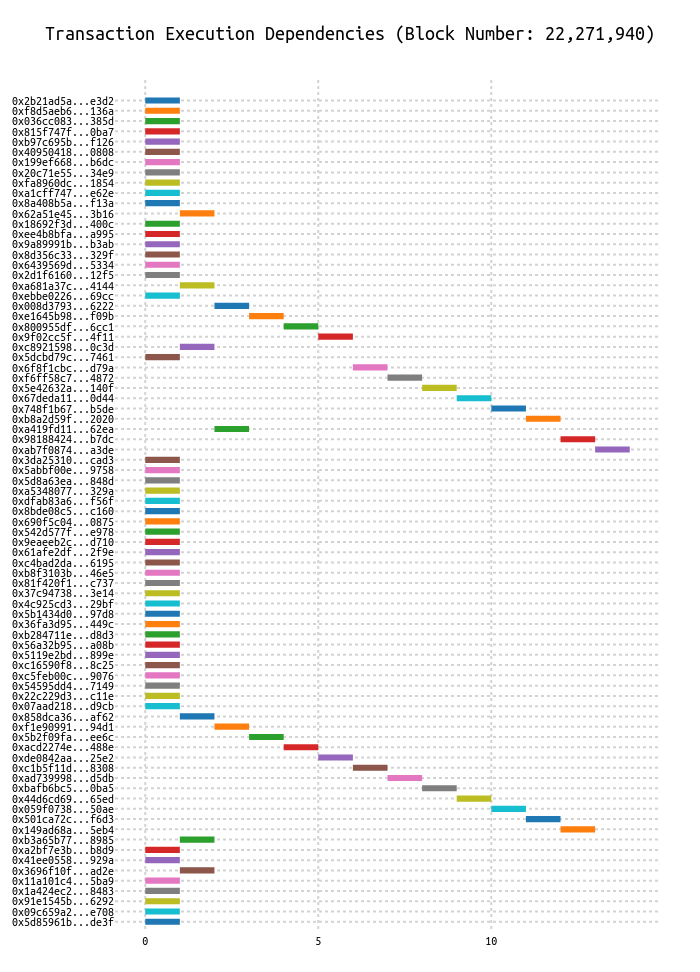 Transaction Execution Dependencies (Block Number: 22,271,940)
0x2b21ad5a...e3d2
0xf8d5aeb6...136a
0x036cc083...385d
0x815f747f...0ba7
0xb97c695b...f126
0x40950418...0808
0x199ef668...b6dc
0x20c71e55...34e9
0xfa8960dc...1854
0xa1cff747...e62e
0x8a408b5a...f13a
0x62a51e45...3b16
0x18692f3d...400c
0xee4b8bfa...a995
0x9a89991b...b3ab
0x8d356c33...329f
0x6439569d...5334
0x2d1f6160...12f5
0xa681a37c...4144
0xebbe0226...69cc
0x008d3793...6222
0xe1645b98...f09b
0x800955df...6cc1
0x9f02cc5f...4f11
0xc8921598...0c3d
0x5dcbd79c...7461
0x6f8f1cbc...d79a
0xf6ff58c7...4872
0x5e42632a...140f
0x67deda11...0d44
0x748f1b67...b5de
0xb8a2d59f...2020
0xa419fd11...62ea
0x98188424...b7dc
0xab7f0874...a3de
0x3da25310...cad3
0x5abbf00e...9758
0x5d8a63ea...848d
0xa5348077...329a
0xdfab83a6...f56f
0x8bde08c5...c160
0x690f5c04...0875
0x542d577f...e978
0x9eaeeb2c...d710
0x61afe2df...2f9e
0xc4bad2da...6195
0xb8f3103b...46e5
0x81f420f1...c737
0x37c94738...3e14
0x4c925cd3...29bf
0x5b1434d0...97d8
0x36fa3d95...449c
0xb284711e...d8d3
0x56a32b95...a08b
0x5119e2bd...899e
0xc16590f8...8c25
0xc5feb00c...9076
0x54595dd4...7149
0x22c229d3...c11e
0x07aad218...d9cb
0x858dca36...af62
0xf1e90991...94d1
0x5b2f09fa...ee6c
0xacd2274e...488e
0xde0842aa...25e2
0xc1b5f11d...8308
0xad739998...d5db
0xbafb6bc5...0ba5
0x44d6cd69...65ed
0x059f0738...50ae
0x501ca72c...f6d3
0x149ad68a...5eb4
0xb3a65b77...8985
0xa2bf7e3b...b8d9
0x41ee0558...929a
0x3696f10f...ad2e
0x11a101c4...5ba9
0x1a424ec2...8483
0x91e1545b...6292
0x09c659a2...e708
0x5d85961b...de3f
0 5 10